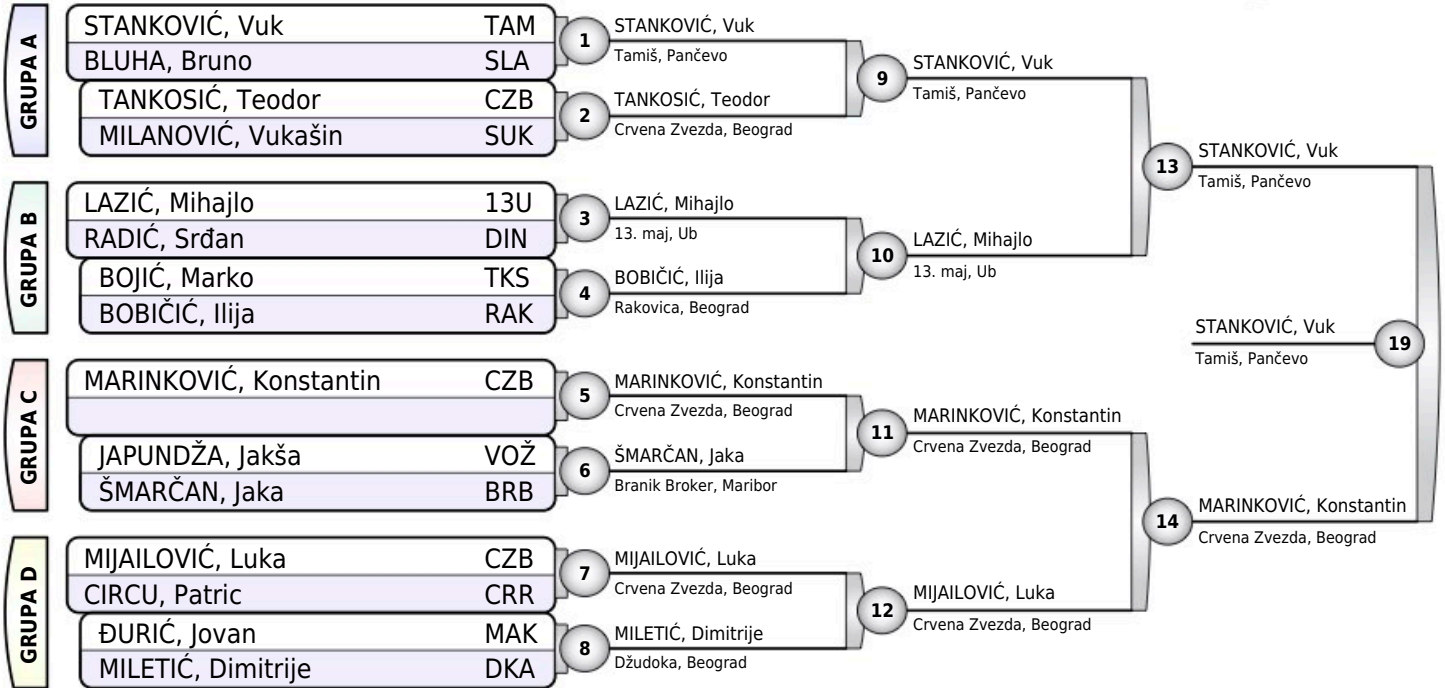 GRUPA A
STANKOVIĆ, Vuk TAM
BLUHA, Bruno SLA
TANKOSIĆ, Teodor CZB
MILANOVIĆ, Vukašin SUK
GRUPA B
LAZIĆ, Mihajlo 13U
RADIĆ, Srđan DIN
BOJIĆ, Marko TKS
BOBIČIĆ, Ilija RAK
GRUPA C
MARINKOVIĆ, Konstantin CZB
JAPUNDŽA, Jakša VOŽ
ŠMARČAN, Jaka BRB
GRUPA D
MIJAILOVIĆ, Luka CZB
CIRCU, Patric CRR
ĐURIĆ, Jovan MAK
MILETIĆ, Dimitrije DKA
1
STANKOVIĆ, Vuk
Tamiš, Pančevo
2
TANKOSIĆ, Teodor
Crvena Zvezda, Beograd
3
LAZIĆ, Mihajlo
13. maj, Ub
4
BOBIČIĆ, Ilija
Rakovica, Beograd
5
MARINKOVIĆ, Konstantin
Crvena Zvezda, Beograd
6
ŠMARČAN, Jaka
Branik Broker, Maribor
7
MIJAILOVIĆ, Luka
Crvena Zvezda, Beograd
8
MILETIĆ, Dimitrije
Džudoka, Beograd
9
STANKOVIĆ, Vuk
Tamiš, Pančevo
10
LAZIĆ, Mihajlo
13. maj, Ub
11
MARINKOVIĆ, Konstantin
Crvena Zvezda, Beograd
12
MIJAILOVIĆ, Luka
Crvena Zvezda, Beograd
13
STANKOVIĆ, Vuk
Tamiš, Pančevo
14
MARINKOVIĆ, Konstantin
Crvena Zvezda, Beograd
STANKOVIĆ, Vuk
Tamiš, Pančevo
19